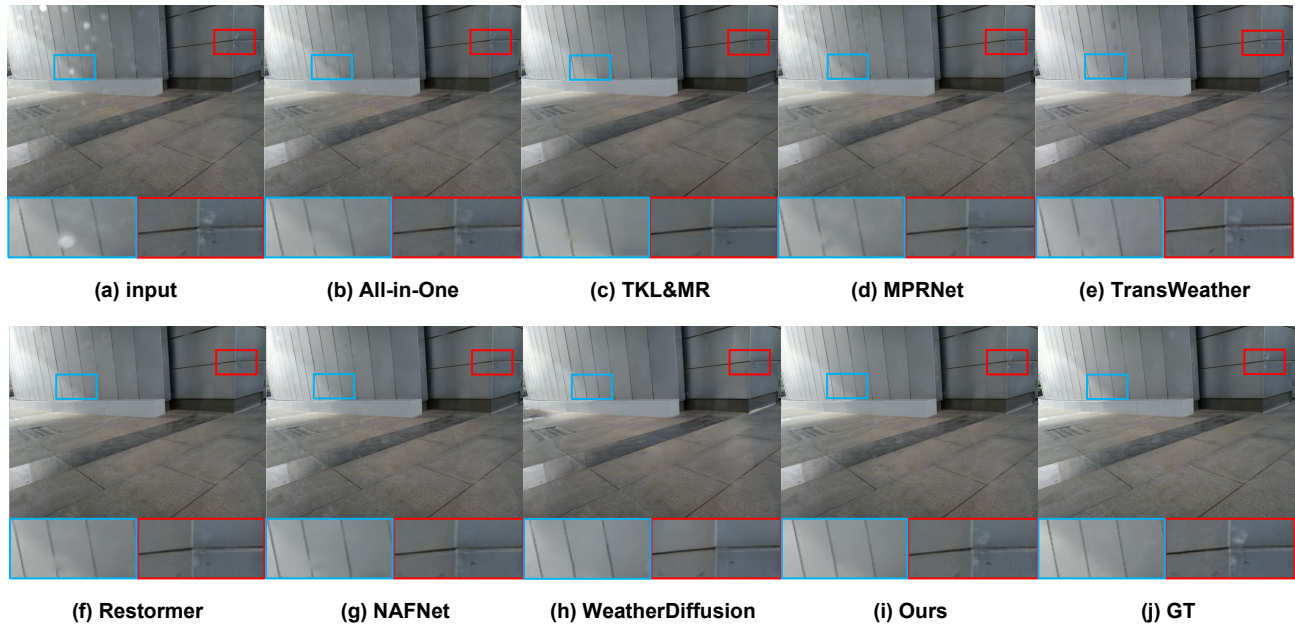 (a) input (b) All-in-One (c) TKL&MR (d) MPRNet (e) TransWeather
(f) Restormer (g) NAFNet (h) WeatherDiffusion (i) Ours (j) GT